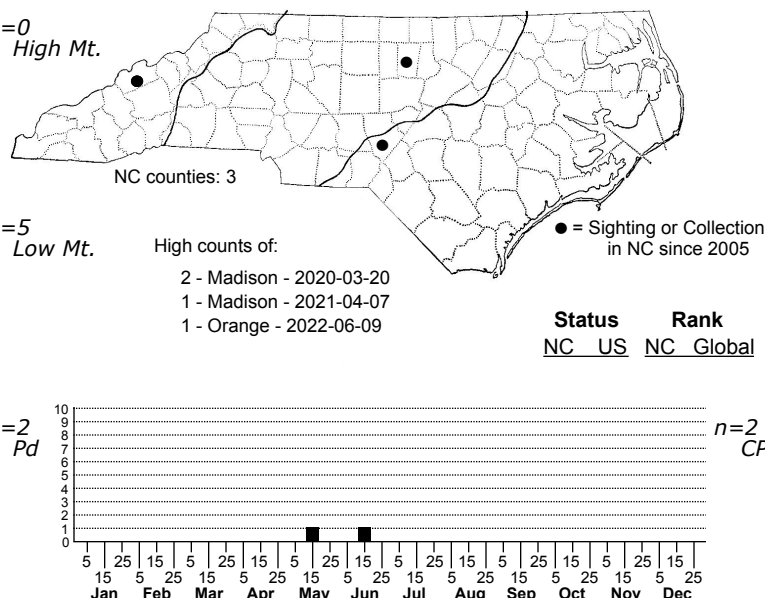 =0
High Mt.
NC counties: 3
=5
Low Mt.
High counts of:
2 - Madison - 2020-03-20
1 - Madison - 2021-04-07
1 - Orange - 2022-06-09
● = Sighting or Collection
in NC since 2005
Status Rank
NC US NC Global
=2
Pd
n=2
CP
10
9
8
7
6
5
4
3
2
1
0
5 25 15 5 25 15 5 25 15 5 25 15 5 25 15 5 25 15
15 5 25 15 5 25 15 5 25 15 5 25 15 5 25 15 5 25
Jan Feb Mar Apr May Jun Jul Aug Sep Oct Nov Dec